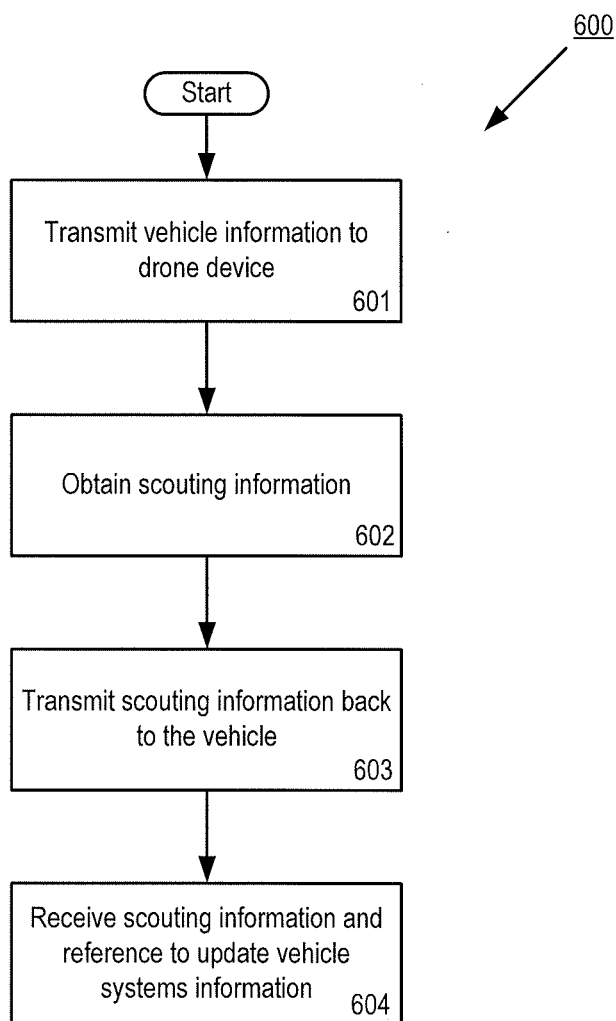 600
Start
Transmit vehicle information to
drone device
601
Obtain scouting information
602
Transmit scouting information back
to the vehicle
603
Receive scouting information and
reference to update vehicle
systems information
604